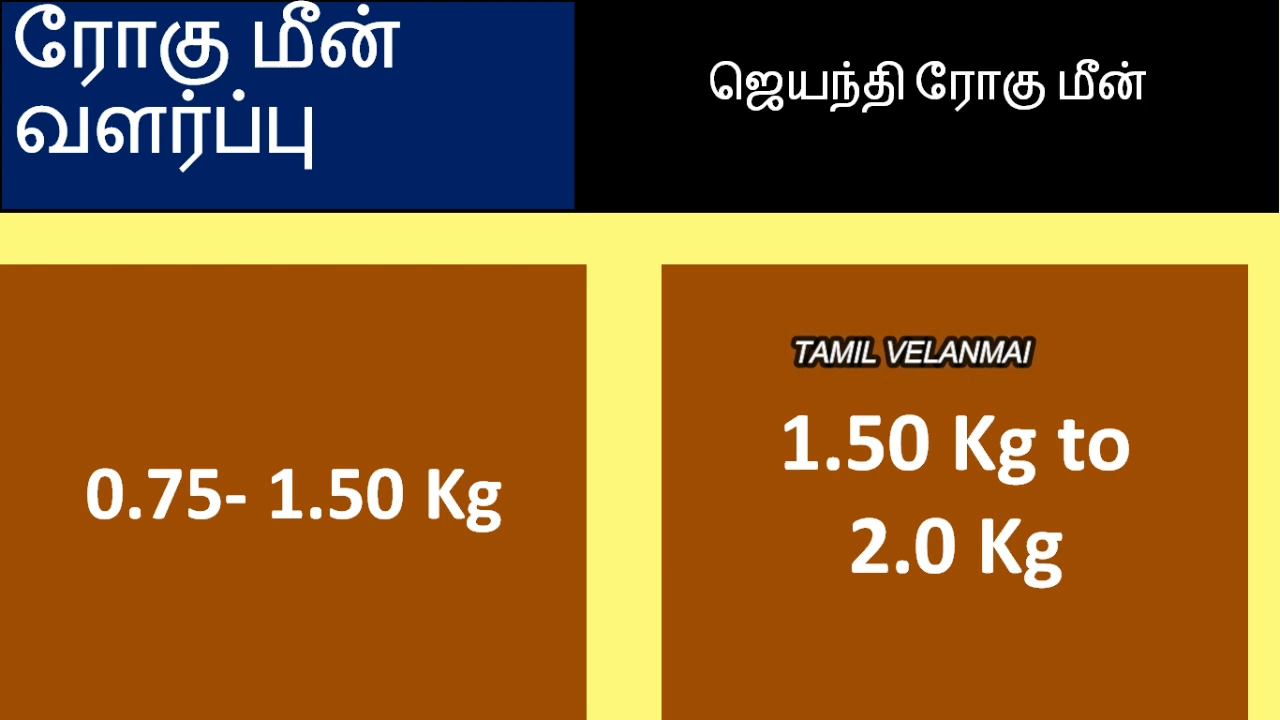 ரோகு மீன்
வளர்ப்பு
ஜெயந்தி ரோகு மீன்
0.75- 1.50 Kg
TAMIL VELANMAI
1.50 Kg to
2.0 Kg